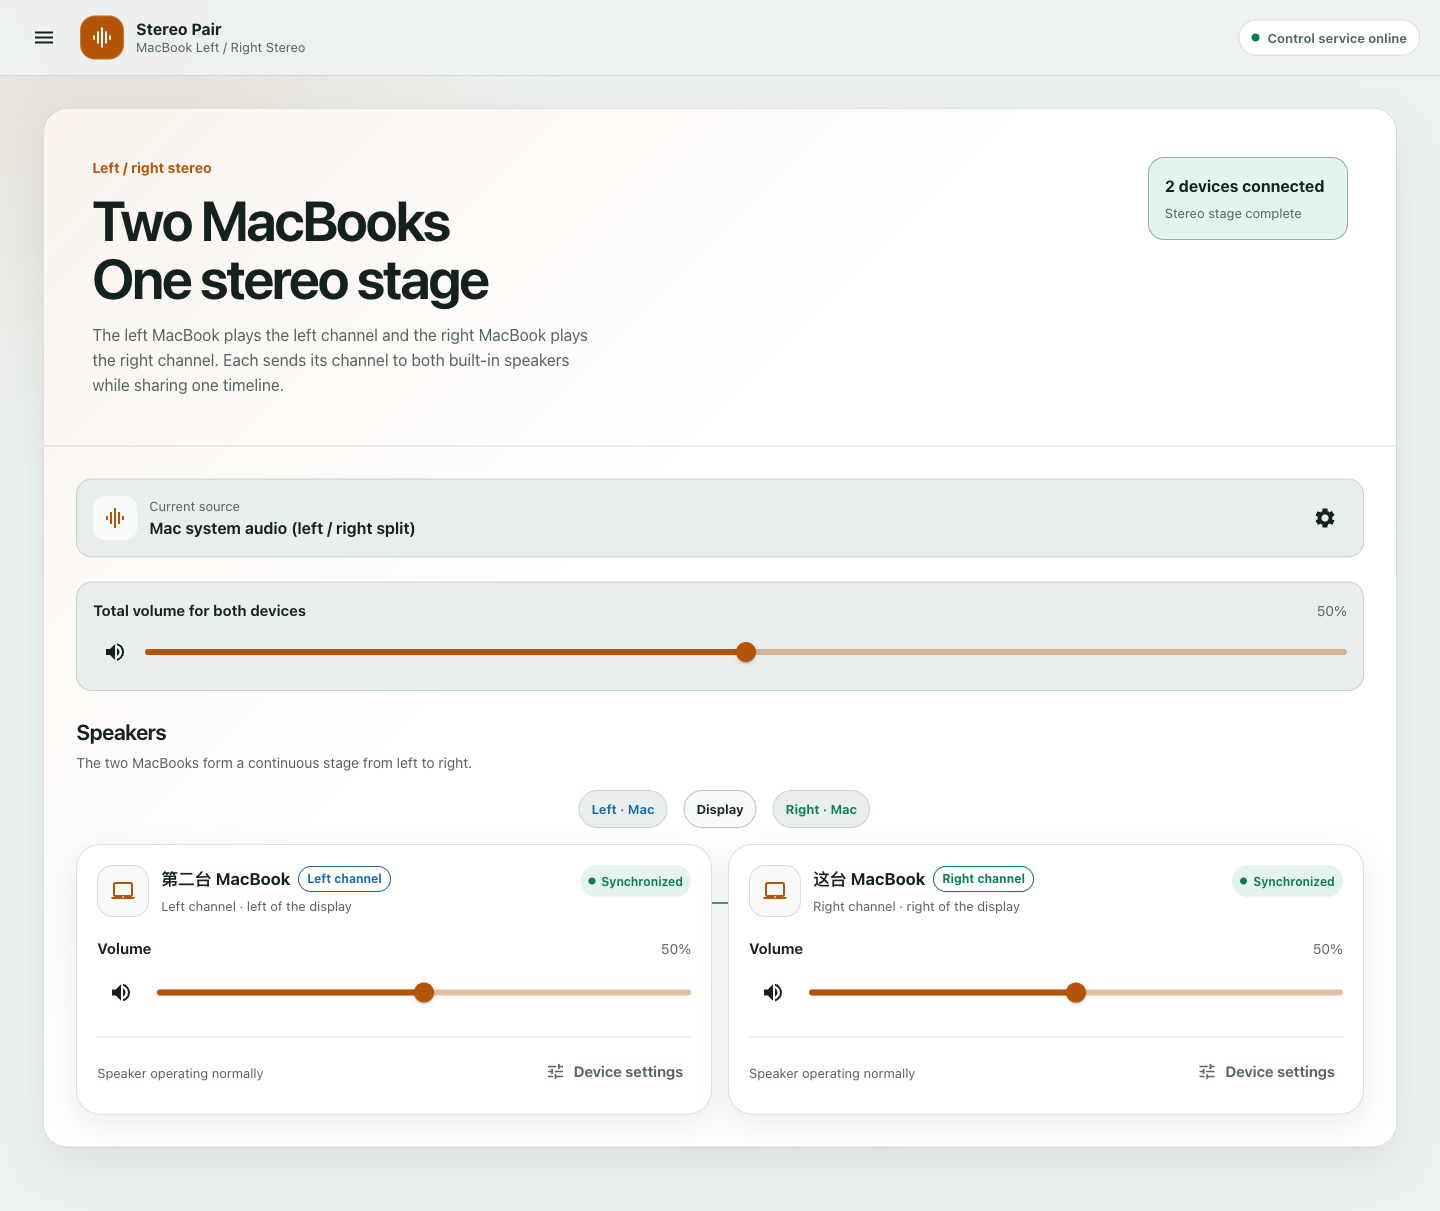 Stereo Pair
MacBook Left / Right Stereo
Control service online
Left / right stereo
Two MacBooks
One stereo stage
The left MacBook plays the left channel and the right MacBook plays
the right channel. Each sends its channel to both built-in speakers
while sharing one timeline.
2 devices connected
Stereo stage complete
Current source
Mac system audio (left / right split)
Total volume for both devices
50%
Speakers
The two MacBooks form a continuous stage from left to right.
Left · Mac
Display
Right · Mac
第二台 MacBook
Left channel
Synchronized
Left channel · left of the display
Volume
50%
Speaker operating normally
Device settings
这台 MacBook
Right channel
Synchronized
Right channel · right of the display
Volume
50%
Speaker operating normally
Device settings